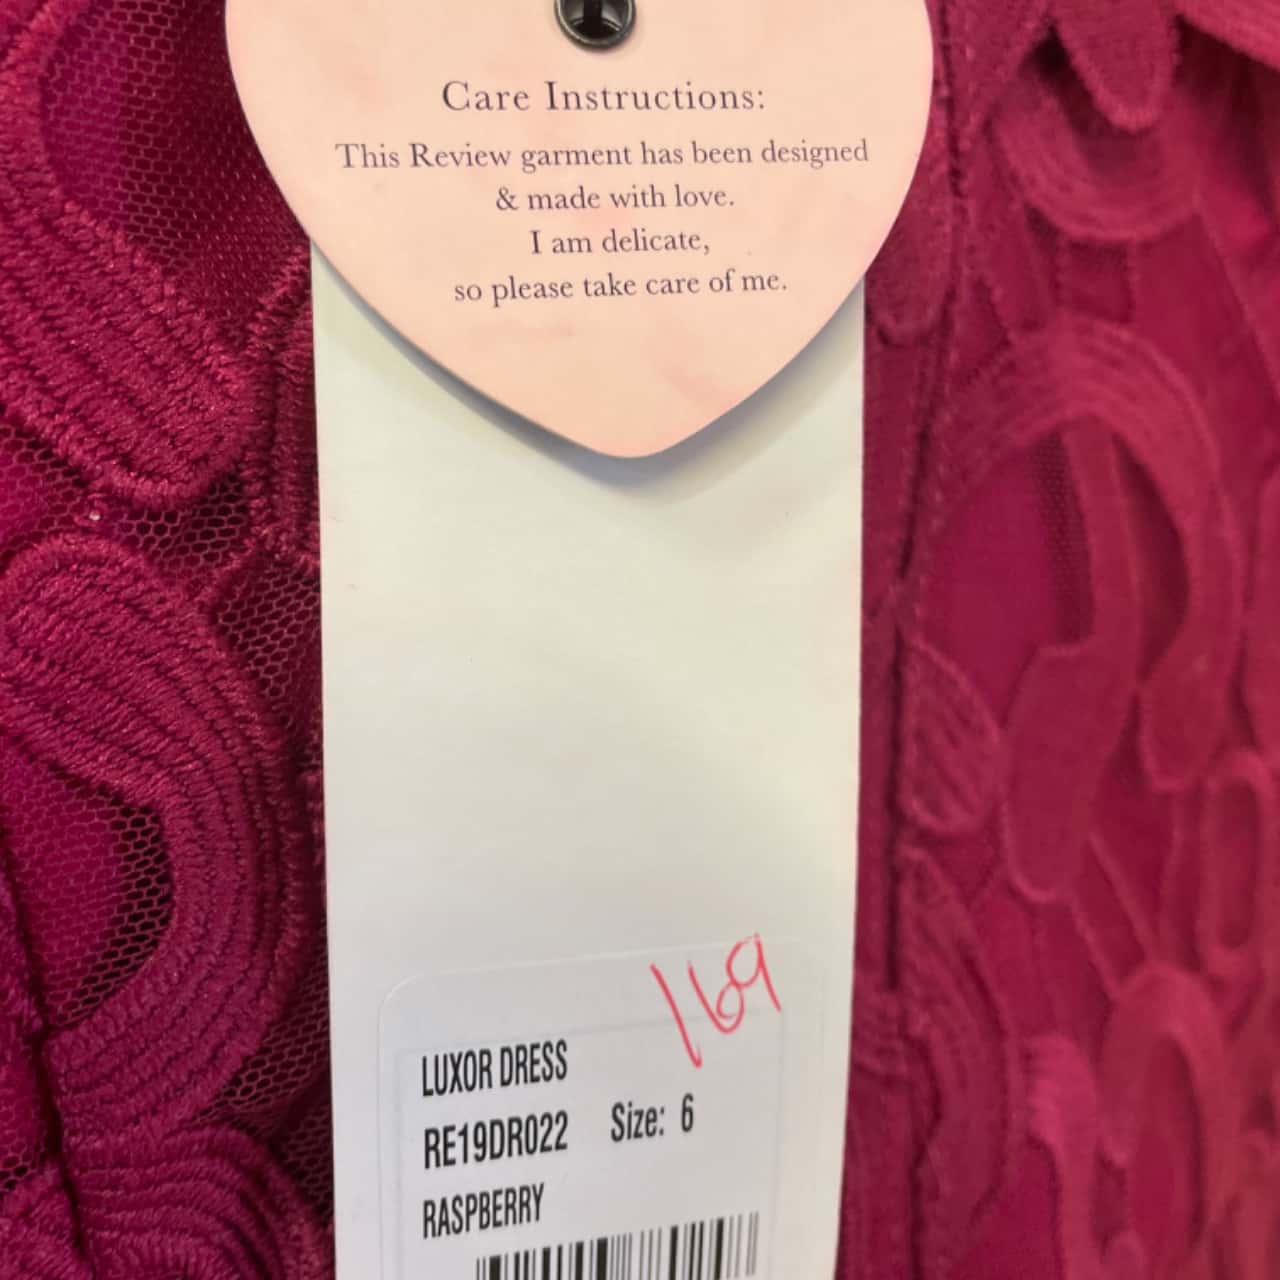 Care Instructions:
This Review garment has been designed
& made with love.
I am delicate,
so please take care of me.
169
LUXOR DRESS
RE19DR022 Size: 6
RASPBERRY